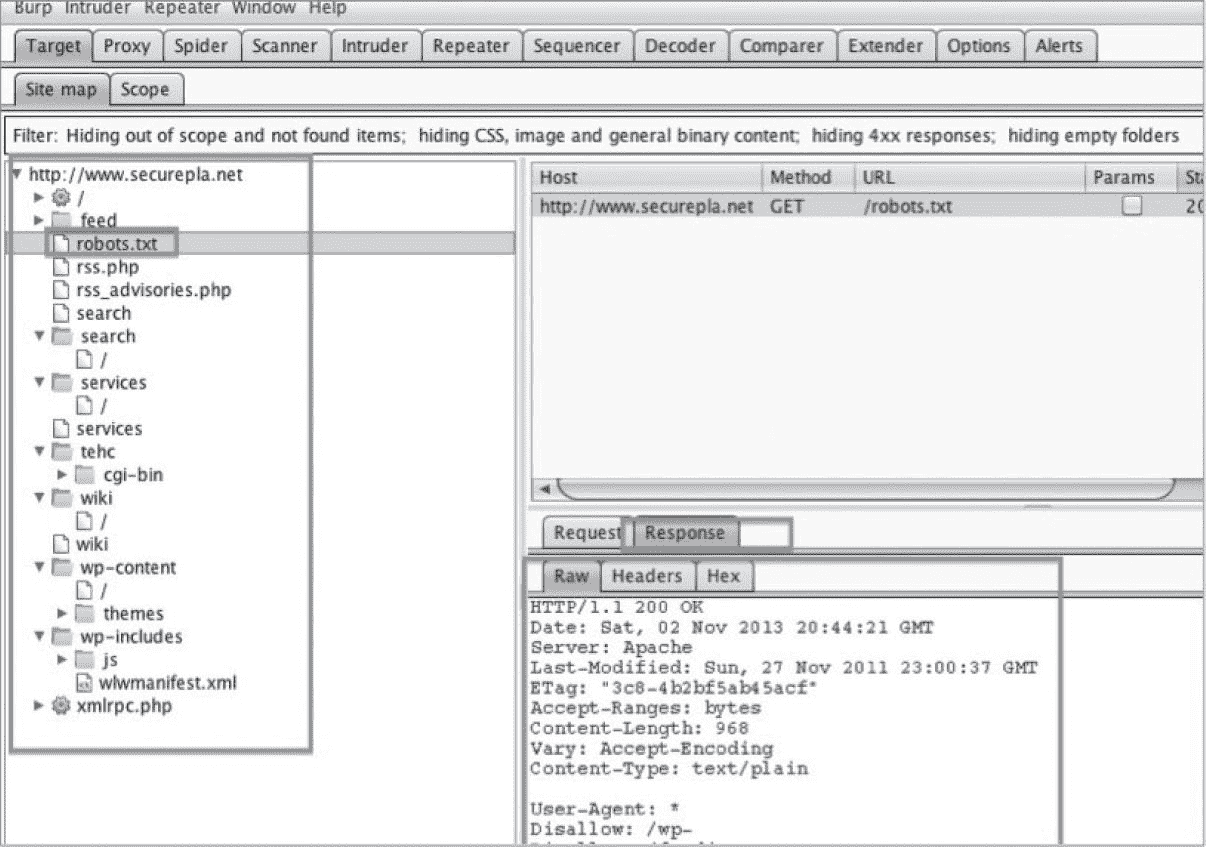 Burp Intruder Repeater Window Help
Target Proxy Spider Scanner Intruder Repeater Sequencer Decoder Comparer Extender Options Alerts
Site map Scope
Filter: Hiding out of scope and not found items; hiding CSS, image and general binary content; hiding 4xx responses; hiding empty folders
http://www.securepla.net
/
feed
robots.txt
rss.php
rss_advisories.php
search
search
/
services
/
services
tehc
cgi-bin
wiki
/
wiki
wp-content
/
themes
wp-includes
js
wlwmanifest.xml
xmlrpc.php
Host Method URL Params
http://www.securepla.net GET /robots.txt
Request Response
Raw Headers Hex
HTTP/1.1 200 OK
Date: Sat, 02 Nov 2013 20:44:21 GMT
Server: Apache
Last-Modified: Sun, 27 Nov 2011 23:00:37 GMT
ETag: "3c8-4b2bf5ab45acf"
Accept-Ranges: bytes
Content-Length: 968
Vary: Accept-Encoding
Content-Type: text/plain
User-Agent: *
Disallow: /wp-